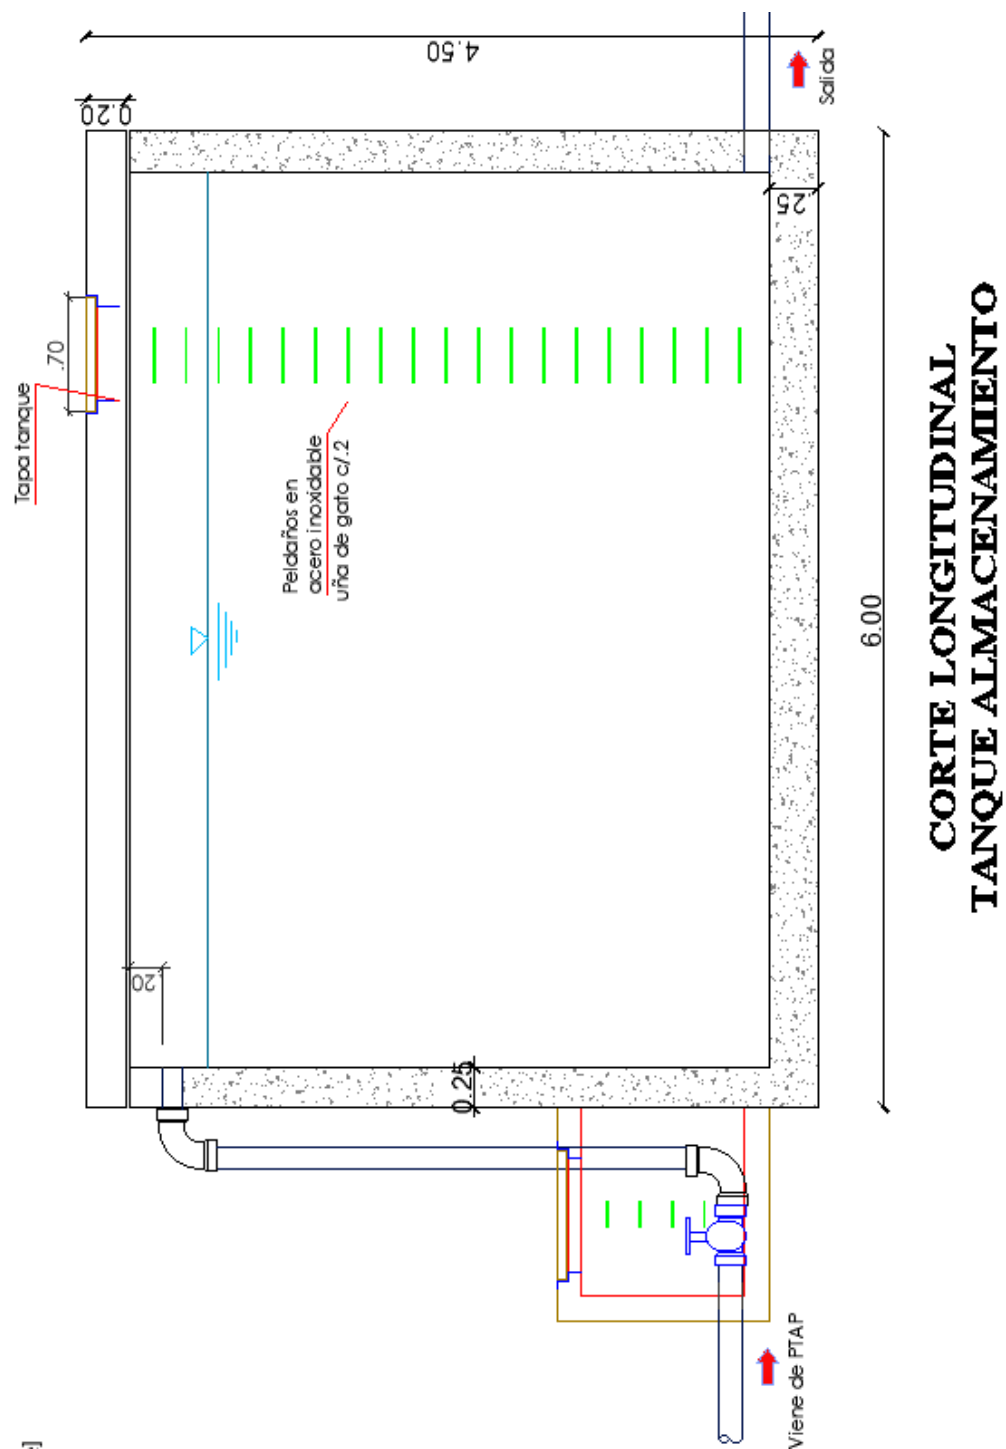 4.50
Salida
0.20
.25
.70
Tapa tanque
Peldaños en
acero inoxidable
uña de gato c/.2
6.00
.20
0.25
Viene de PTAP
CORTE LONGITUDINAL
TANQUE ALMACENAMIENTO